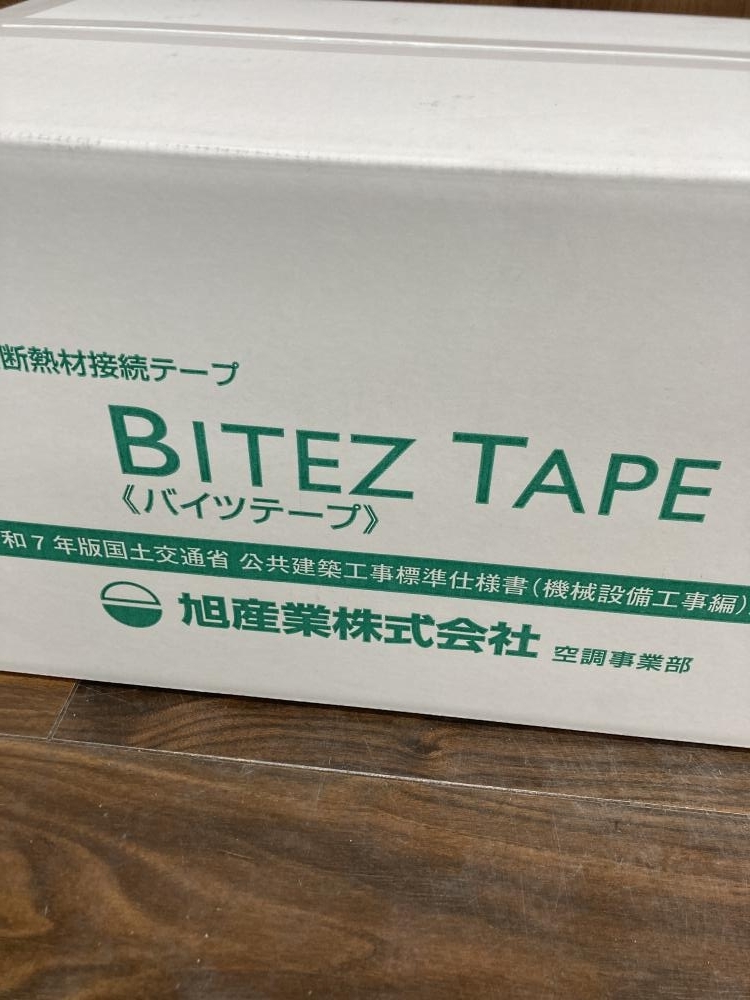 断熱材接続テープ
BITEZ TAPE
《バイツテープ》
和7年版国土交通省 公共建築工事標準仕様書(機械設備工事編)
旭産業株式会社 空調事業部